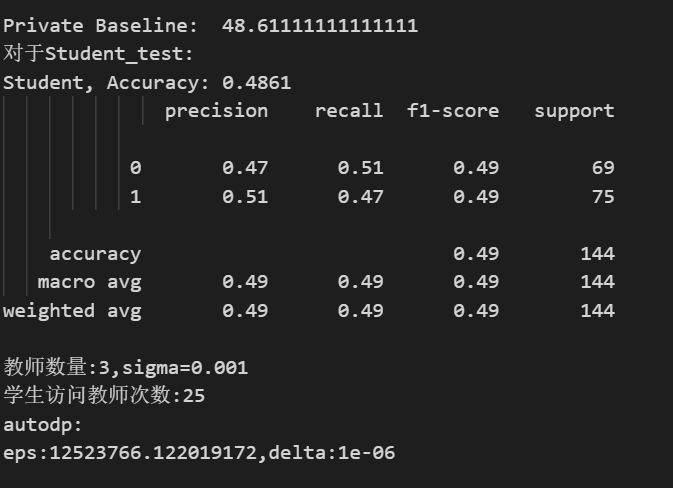 Private Baseline:  48.61111111111111
对于Student_test:
Student, Accuracy: 0.4861
precision    recall  f1-score   support
0       0.47      0.51      0.49        69
1       0.51      0.47      0.49        75
accuracy                           0.49       144
macro avg       0.49      0.49      0.49       144
weighted avg       0.49      0.49      0.49       144
教师数量:3,sigma=0.001
学生访问教师次数:25
autodp:
eps:12523766.122019172,delta:1e-06